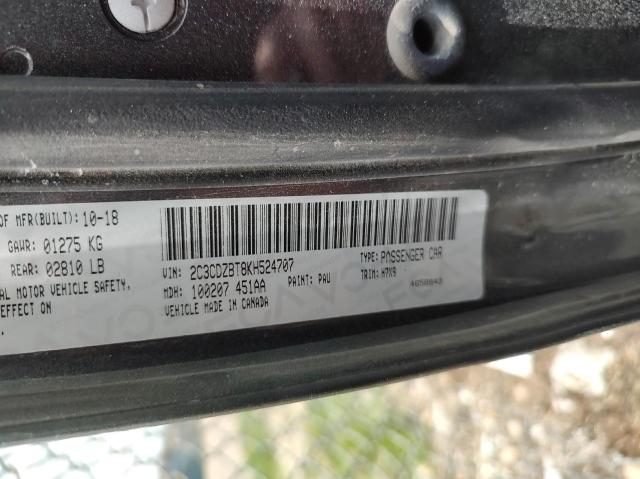 OF MFR(BUILT): 10-18
GAWR: 01275 KG
REAR: 02810 LB
AL MOTOR VEHICLE SAFETY,
EFFECT ON
VIN: 2C3CDZBT8KH524707
TYPE: PASSENGER CAR
MDH: 100207 451AA
PAINT: PAU
TRIM: H7X9
VEHICLE MADE IN CANADA
4658843